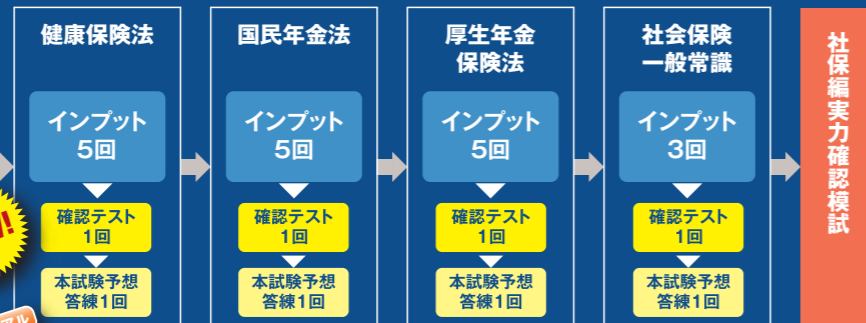 健康保険法
インプット
5回
確認テスト
1回
本試験予想
答練1回
国民年金法
インプット
5回
確認テスト
1回
本試験予想
答練1回
厚生年金
保険法
インプット
5回
確認テスト
1回
本試験予想
答練1回
社会保険
一般常識
インプット
3回
確認テスト
1回
本試験予想
答練1回
社保編実力確認模試
!
アル